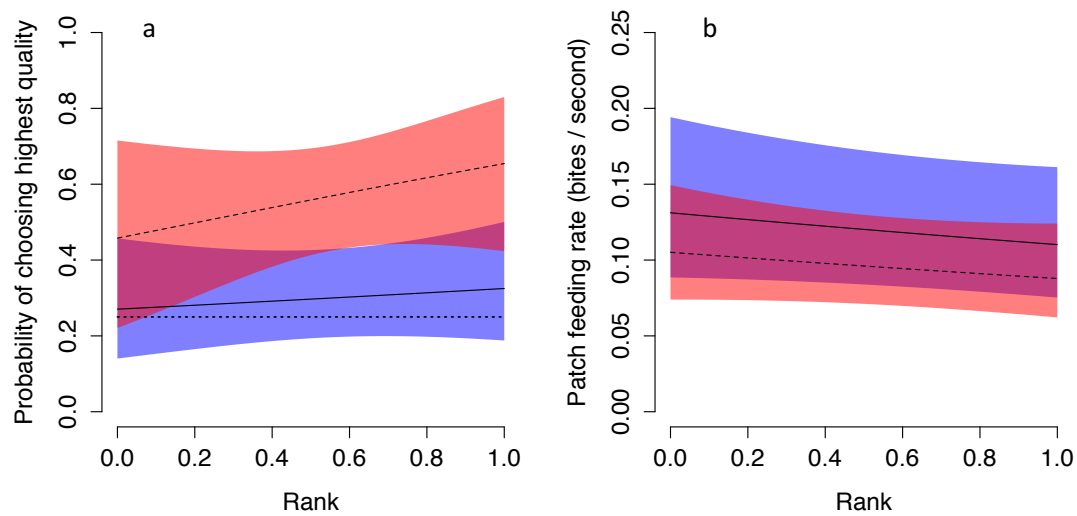 a
Probability of choosing highest quality
1.0
0.8
0.6
0.4
0.2
0.0
0.0 0.2 0.4 0.6 0.8 1.0
Rank
b
Patch feeding rate (bites / second)
0.25
0.20
0.15
0.10
0.05
0.00
0.0 0.2 0.4 0.6 0.8 1.0
Rank